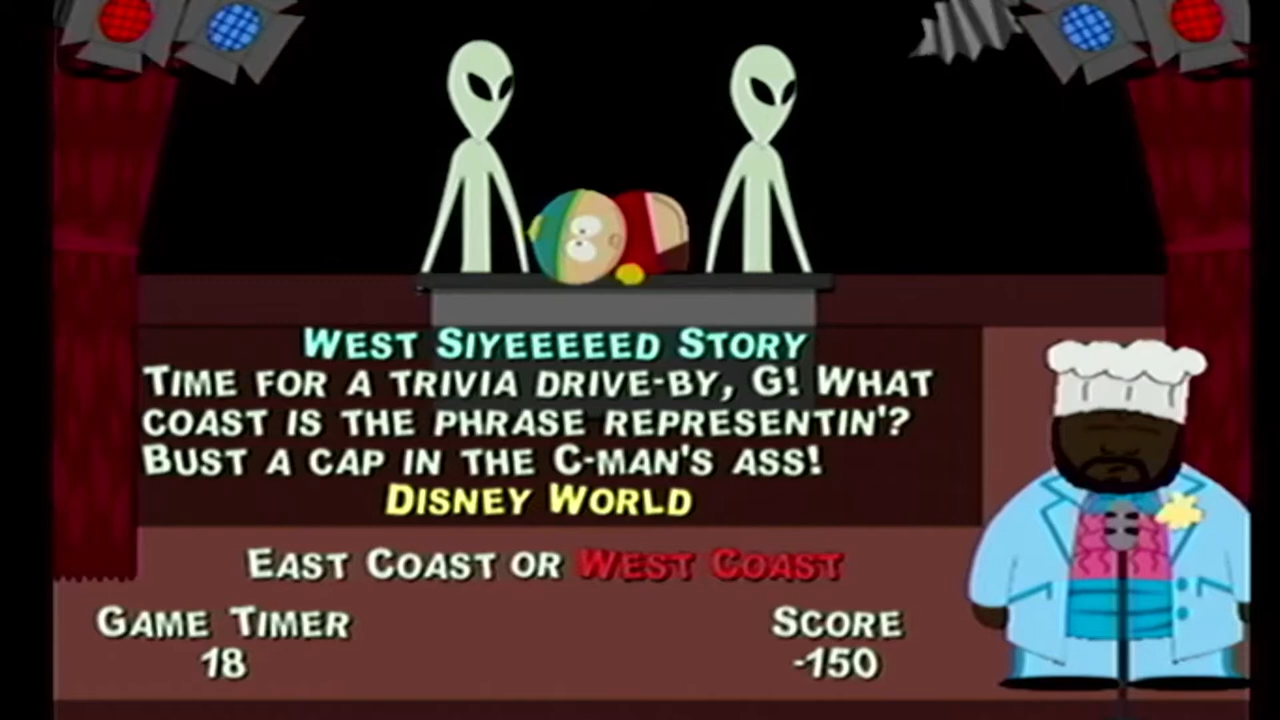 WEST SIYEEEEED STORY
TIME FOR A TRIVIA DRIVE-BY, G! WHAT
COAST IS THE PHRASE REPRESENTIN'?
BUST A CAP IN THE C-MAN'S ASS!
DISNEY WORLD
EAST COAST OR WEST COAST
GAME TIMER
18
SCORE
-150